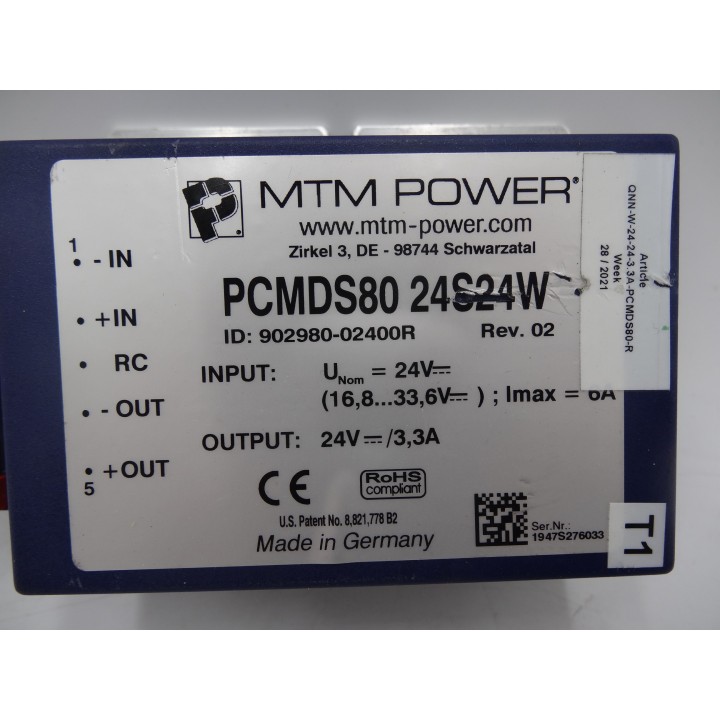 MTM POWER®
www.mtm-power.com
Zirkel 3, DE - 98744 Schwarzatal
PCMDS80 24S24W
ID: 902980-02400R Rev. 02
INPUT: UNom = 24V⎓
(16,8...33,6V⎓ ) ; Imax = 6A
OUTPUT: 24V⎓/3,3A
CE
RoHS
compliant
U.S. Patent No. 8,821,778 B2
Made in Germany
Ser.Nr.:
1947S276033
1
- IN
+IN
RC
- OUT
+OUT
5
Article
QNN-W-24-24-3.3A-PCMDS80-R
Week
28 / 2021
T1